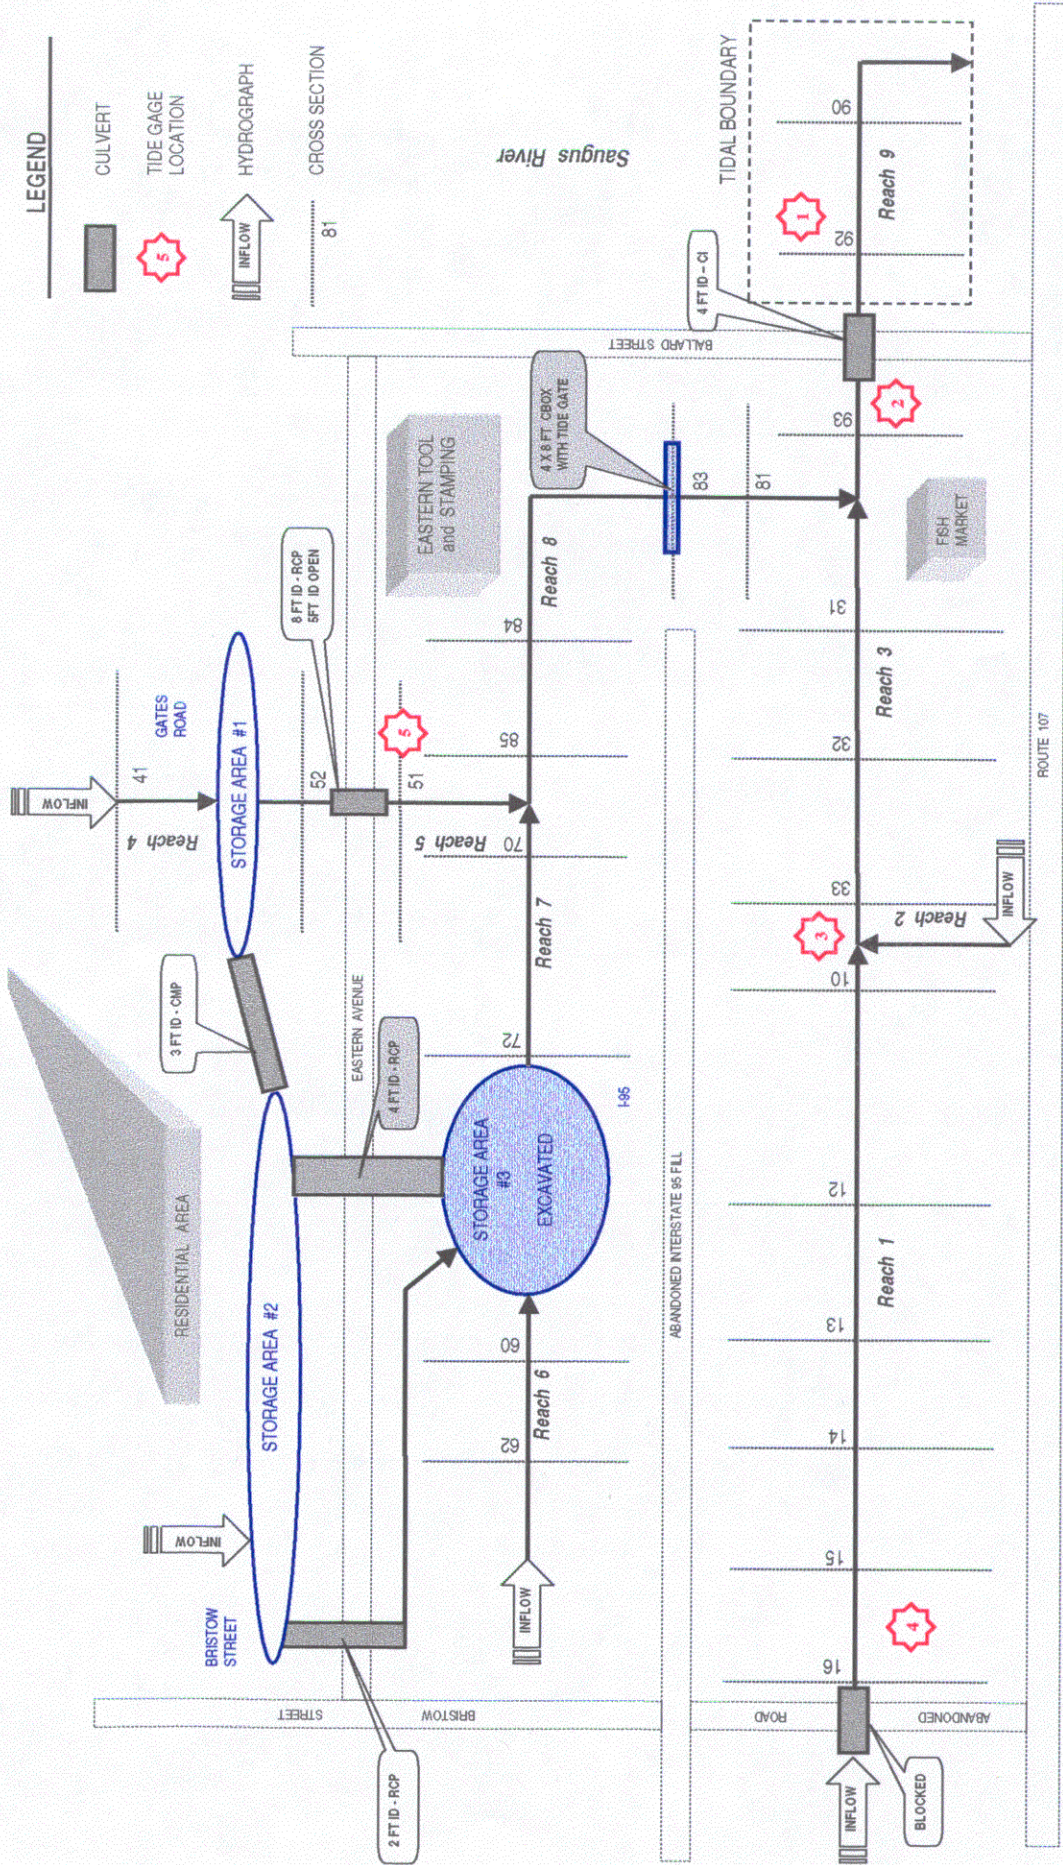 LEGEND
CULVERT
5
TIDE GAGE
LOCATION
INFLOW
HYDROGRAPH
81
CROSS SECTION
Saugus River
TIDAL BOUNDARY
1
92
90
Reach 9
4 FT ID - CI
BALLARD STREET
2
93
4 X 8 FT CBOX
WITH TIDE GATE
83
81
EASTERN TOOL
and STAMPING
FISH
MARKET
8 FT ID - RCP
5FT ID OPEN
GATES
ROAD
INFLOW
41
Reach 4
STORAGE AREA #1
52
51
5
Reach 5
70
85
84
Reach 8
Reach 7
72
3 FT ID - CMP
RESIDENTIAL AREA
EASTERN AVENUE
4 FT ID - RCP
STORAGE AREA #2
STORAGE AREA
#3
EXCAVATED
I-95
60
62
Reach 6
INFLOW
INFLOW
BRISTOW
STREET
BRISTOW
STREET
2 FT ID - RCP
ABANDONED INTERSTATE 95 FILL
31
32
33
Reach 3
Reach 2
INFLOW
3
10
12
13
14
15
16
Reach 1
4
ABANDONED
ROAD
BLOCKED
INFLOW
ROUTE 107